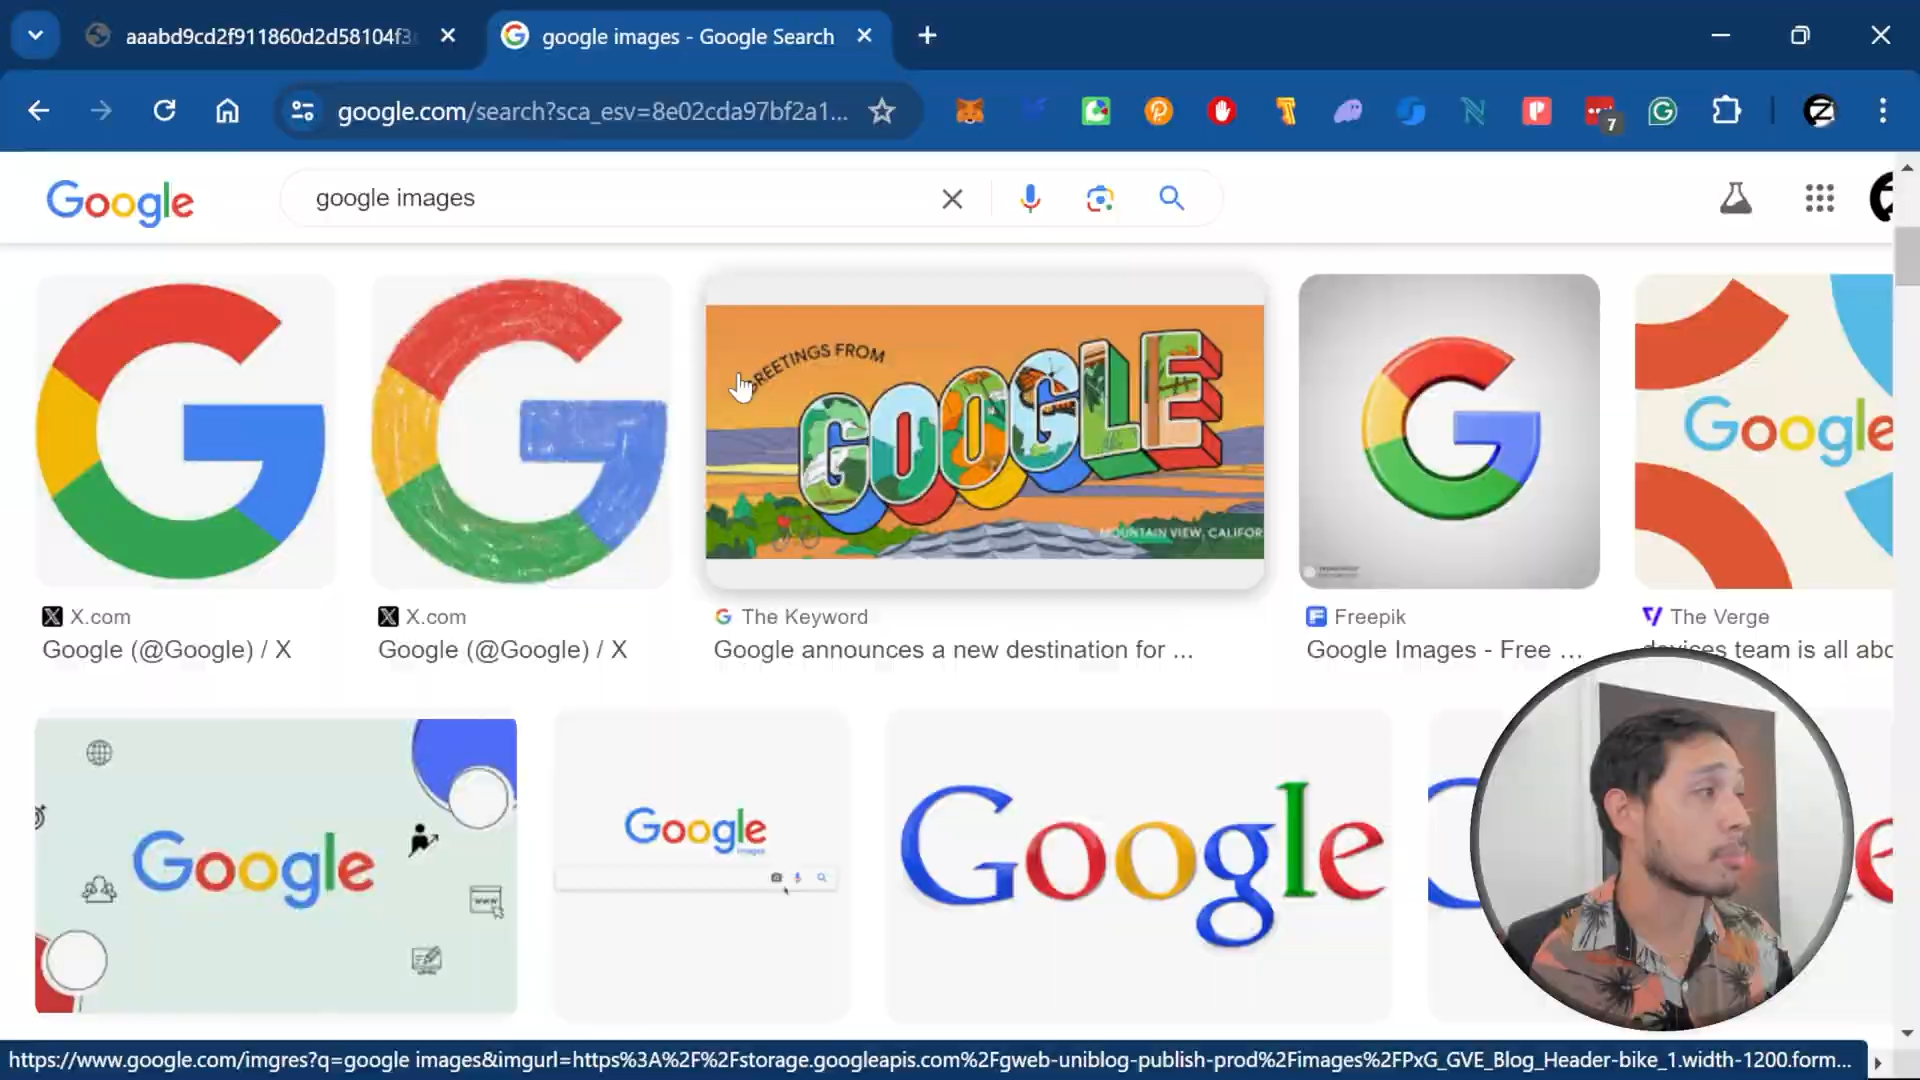 aaabd9cd2f911860d2d58104f3
google images - Google Search
google.com/search?sca_esv=8e02cda97bf2a1...
7
Google
google images
GREETINGS FROM
GOOGLE
MOUNTAIN VIEW, CALIFOR
Google
X.com
X.com
The Keyword
Freepik
The Verge
Google (@Google) / X
Google (@Google) / X
Google announces a new destination for ...
Google Images - Free ...
devices team is all abo
Google
Google
images
Google
www
https://www.google.com/imgres?q=google images&imgurl=https%3A%2F%2Fstorage.googleapis.com%2Fgweb-uniblog-publish-prod%2Fimages%2FPxG_GVE_Blog_Header-bike_1.width-1200.form...